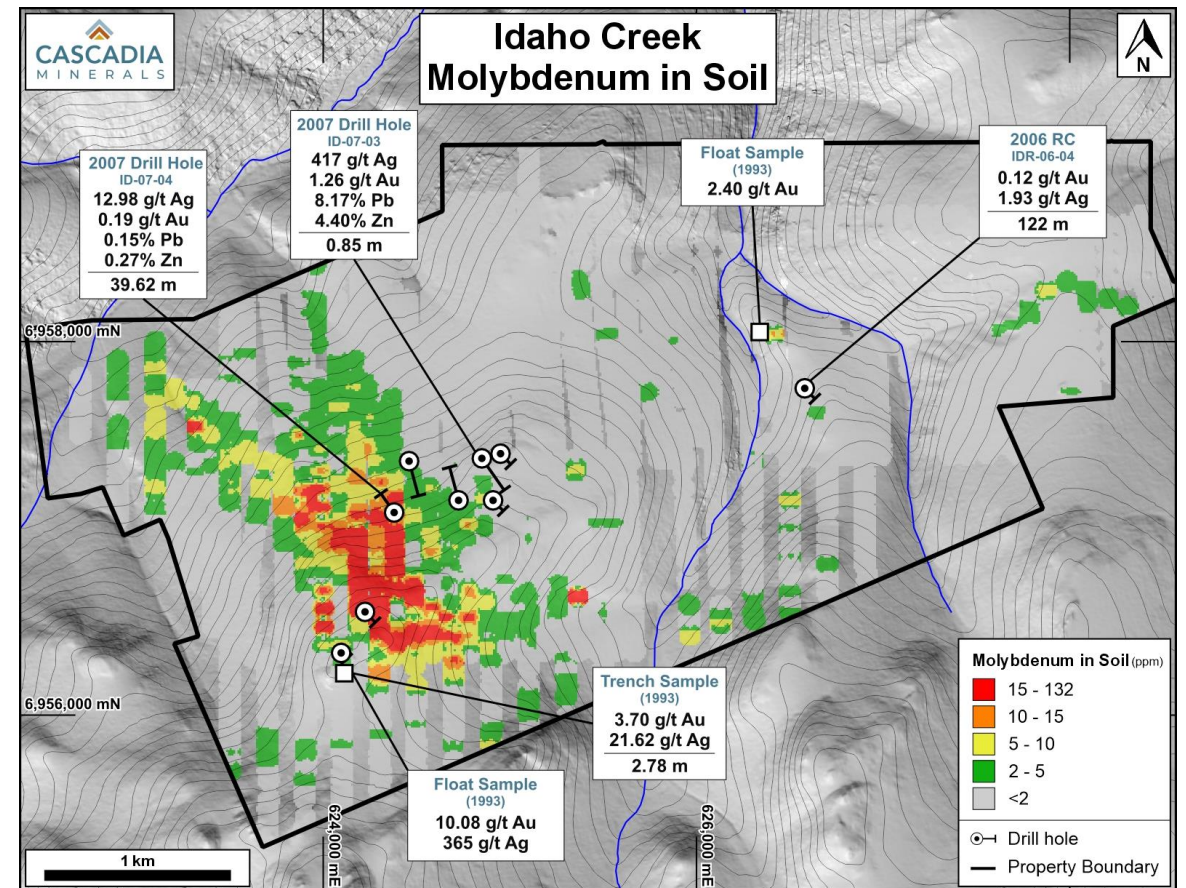 CASCADIA
MINERALS
Idaho Creek
Molybdenum in Soil
N
2007 Drill Hole
ID-07-04
12.98 g/t Ag
0.19 g/t Au
0.15% Pb
0.27% Zn
39.62 m
2007 Drill Hole
ID-07-03
417 g/t Ag
1.26 g/t Au
8.17% Pb
4.40% Zn
0.85 m
Float Sample
(1993)
2.40 g/t Au
2006 RC
IDR-06-04
0.12 g/t Au
1.93 g/t Ag
122 m
6,958,000 mN
6,956,000 mN
Trench Sample
(1993)
3.70 g/t Au
21.62 g/t Ag
2.78 m
Float Sample
(1993)
10.08 g/t Au
365 g/t Ag
624,000 mE
626,000 mE
1 km
Molybdenum in Soil (ppm)
15 - 132
10 - 15
5 - 10
2 - 5
<2
Drill hole
Property Boundary